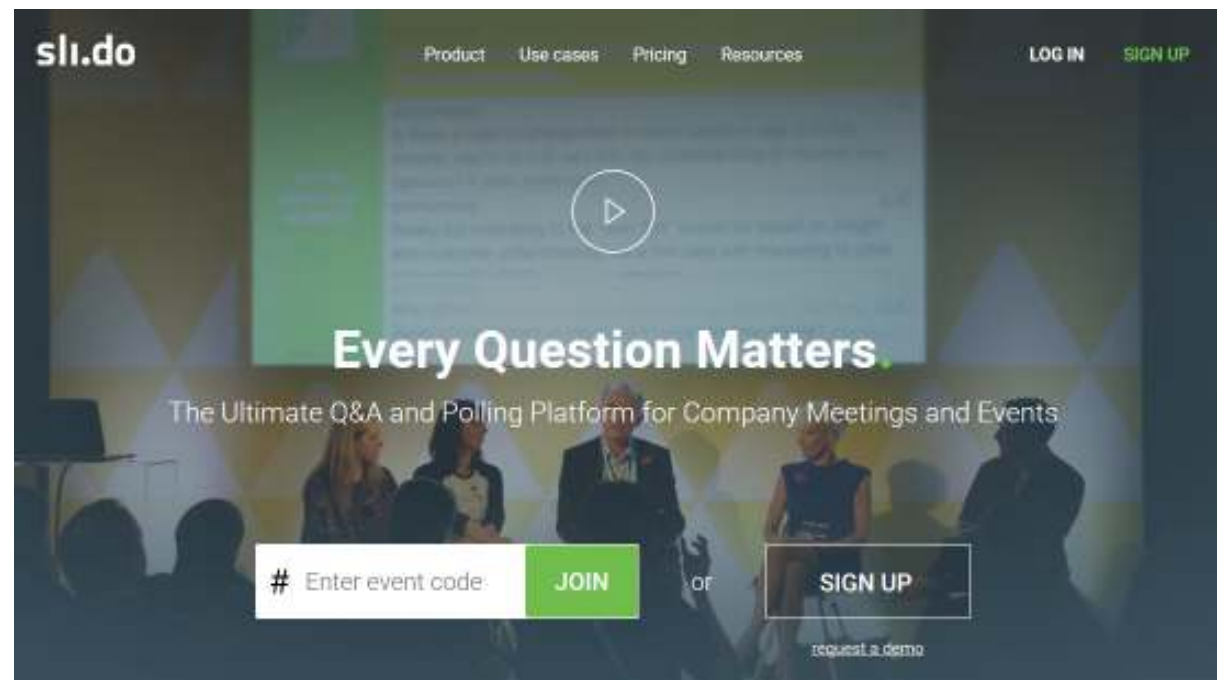 slı.do
Product Use cases Pricing Resources
LOG IN SIGN UP
Every Question Matters.
The Ultimate Q&A and Polling Platform for Company Meetings and Events
# Enter event code JOIN or SIGN UP
request a demo